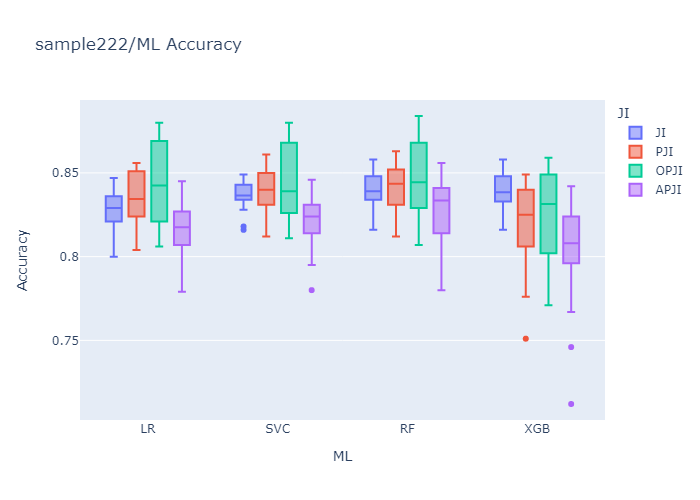 sample222/ML Accuracy
JI
JI
PJI
OPJI
APJI
0.85
0.8
0.75
Accuracy
LR
SVC
RF
XGB
ML